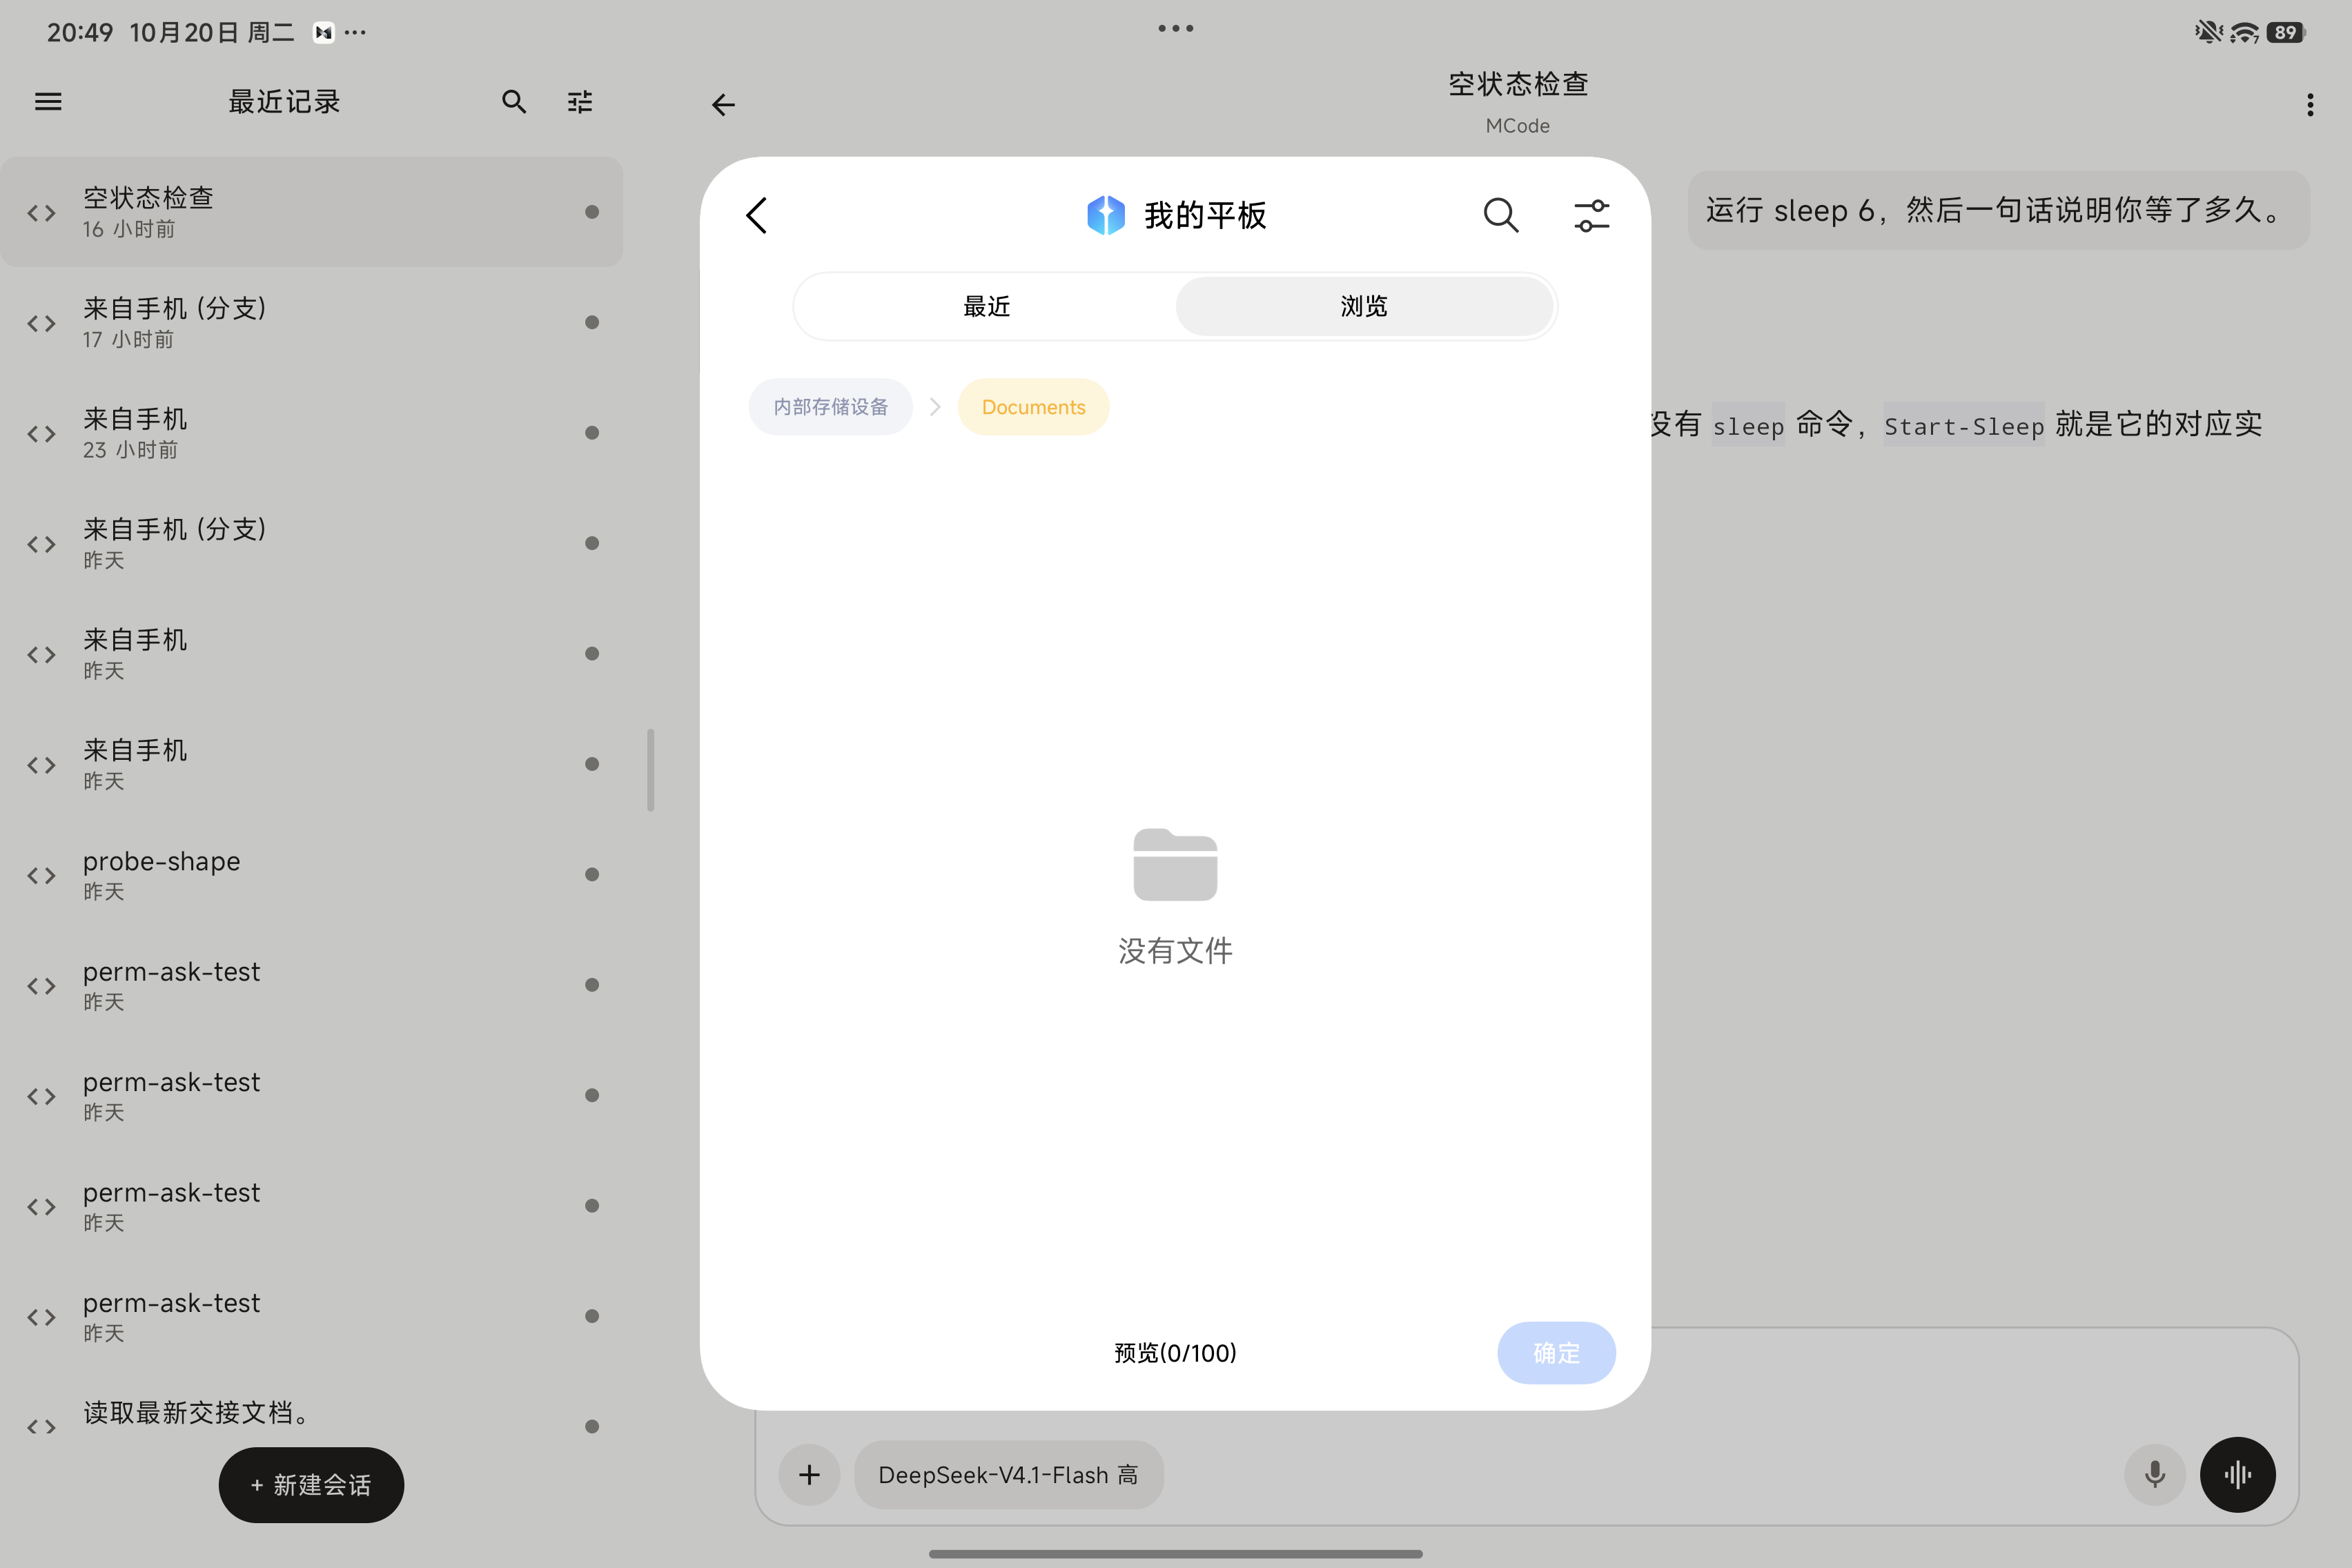 20:49 10月20日 周二
89
最近记录
空状态检查
16 小时前
来自手机 (分支)
17 小时前
来自手机
23 小时前
来自手机 (分支)
昨天
来自手机
昨天
来自手机
昨天
probe-shape
昨天
perm-ask-test
昨天
perm-ask-test
昨天
perm-ask-test
昨天
perm-ask-test
昨天
读取最新交接文档。
+ 新建会话
空状态检查
MCode
运行 sleep 6，然后一句话说明你等了多久。
没有 sleep 命令，Start-Sleep 就是它的对应实
我的平板
最近
浏览
内部存储设备
Documents
没有文件
预览(0/100)
确定
DeepSeek-V4.1-Flash 高